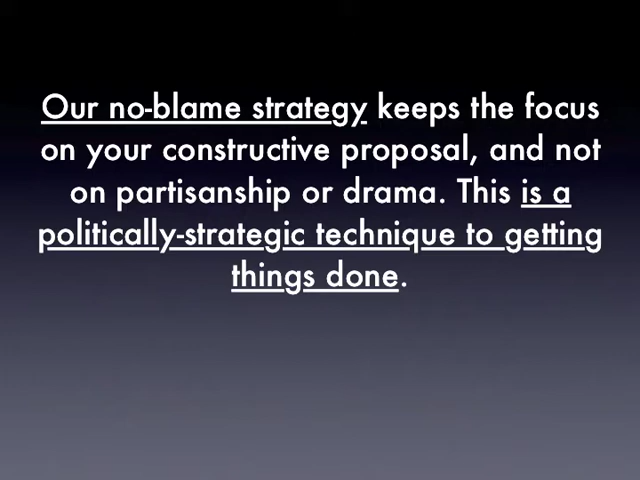 Our no-blame strategy keeps the focus
on your constructive proposal, and not
on partisanship or drama. This is a
politically-strategic technique to getting
things done.